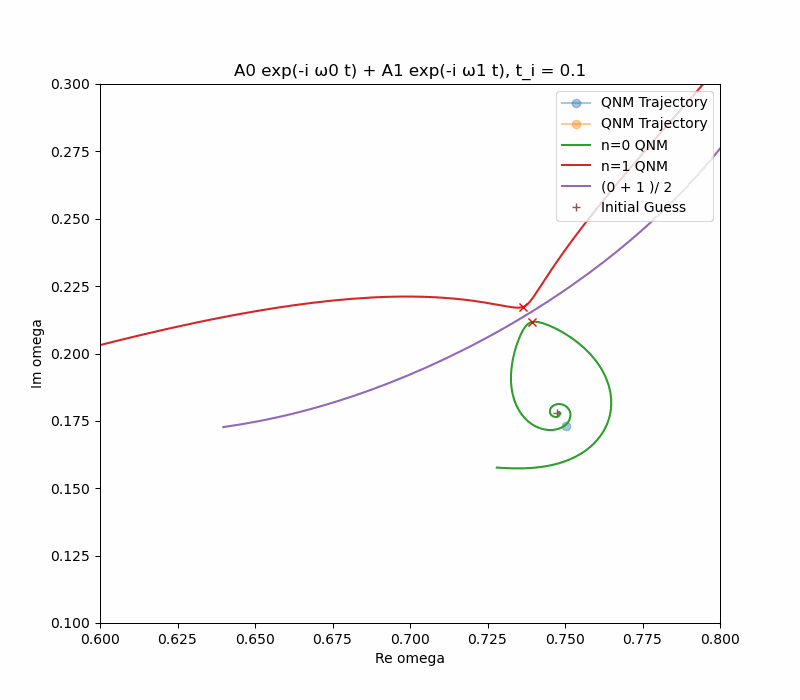 A0 exp(-i ω0 t) + A1 exp(-i ω1 t), t_i = 0.1
0.300
0.275
0.250
0.225
0.200
0.175
0.150
0.125
0.100
Im omega
QNM Trajectory
QNM Trajectory
n=0 QNM
n=1 QNM
(0 + 1 )/ 2
Initial Guess
0.600
0.625
0.650
0.675
0.700
0.725
0.750
0.775
0.800
Re omega